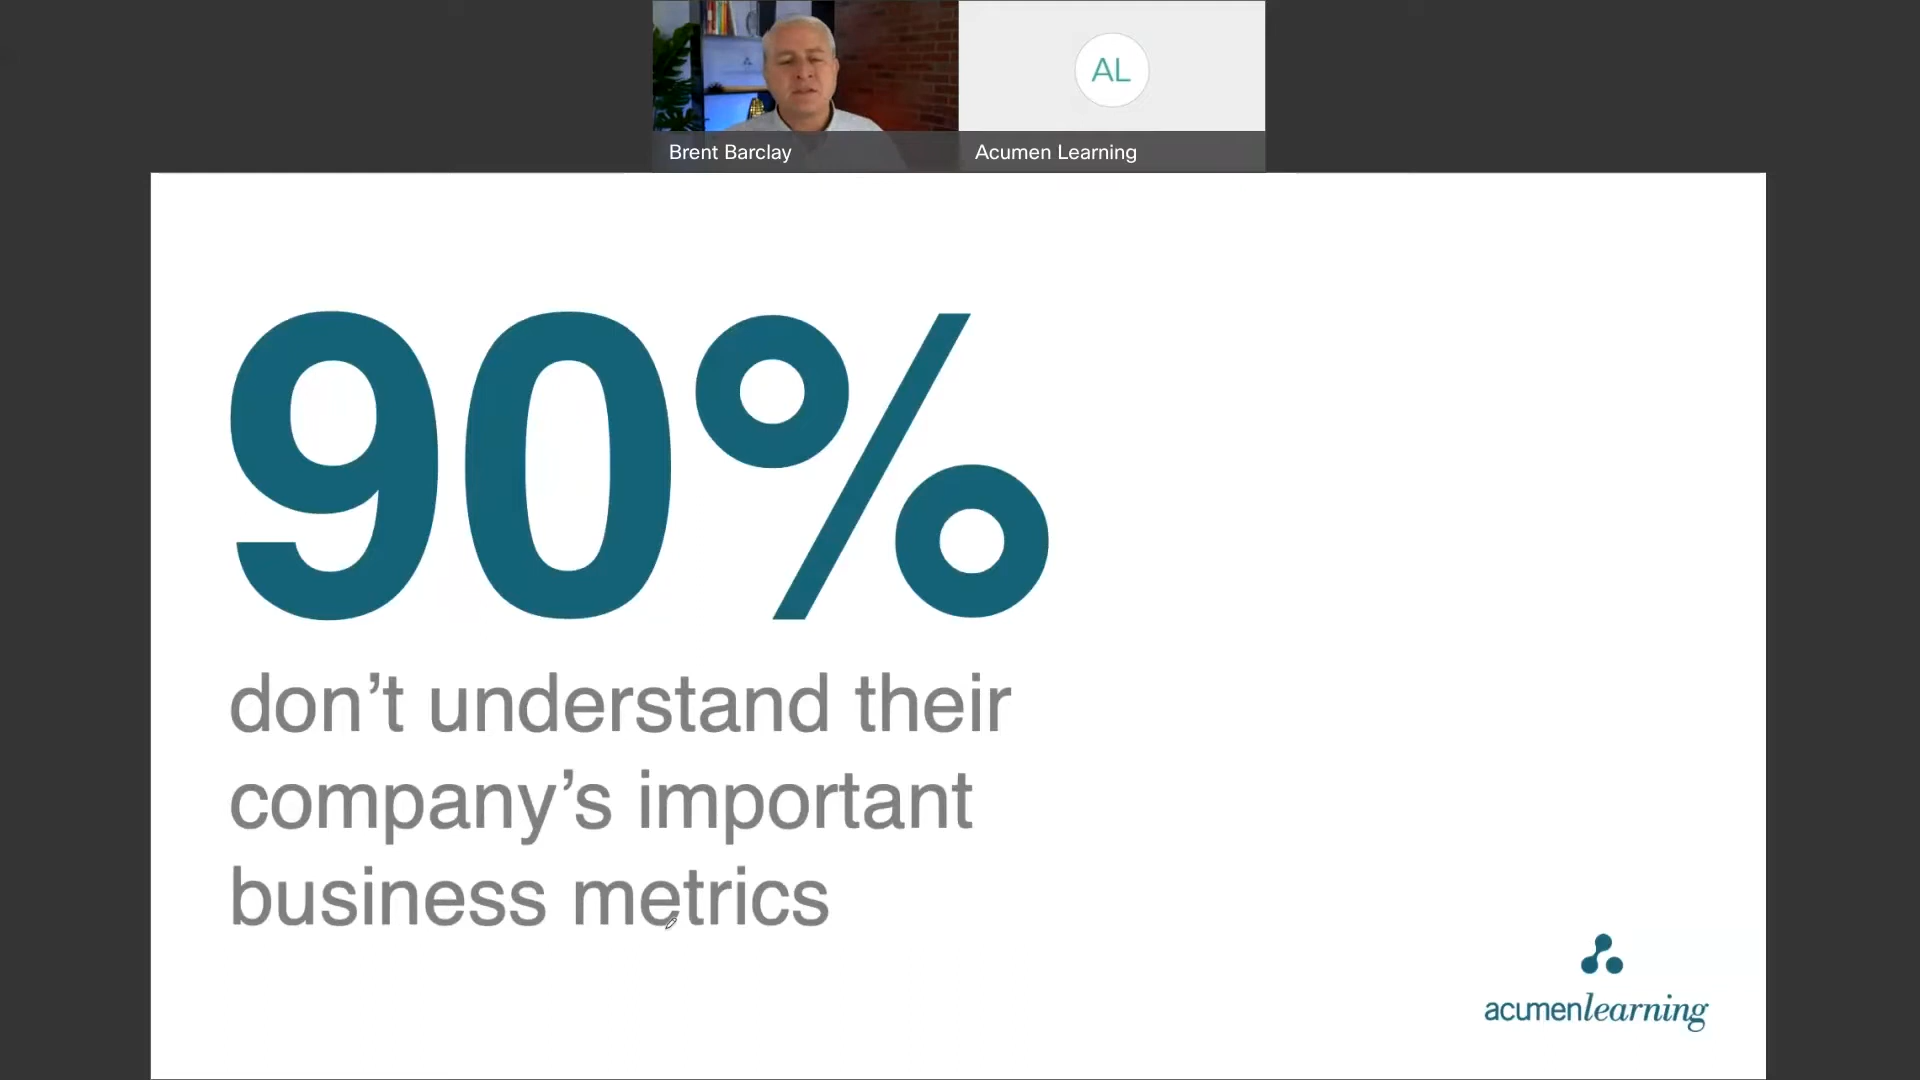 AL
Brent Barclay
Acumen Learning
90%
don’t understand their
company’s important
business metrics
acumenlearning